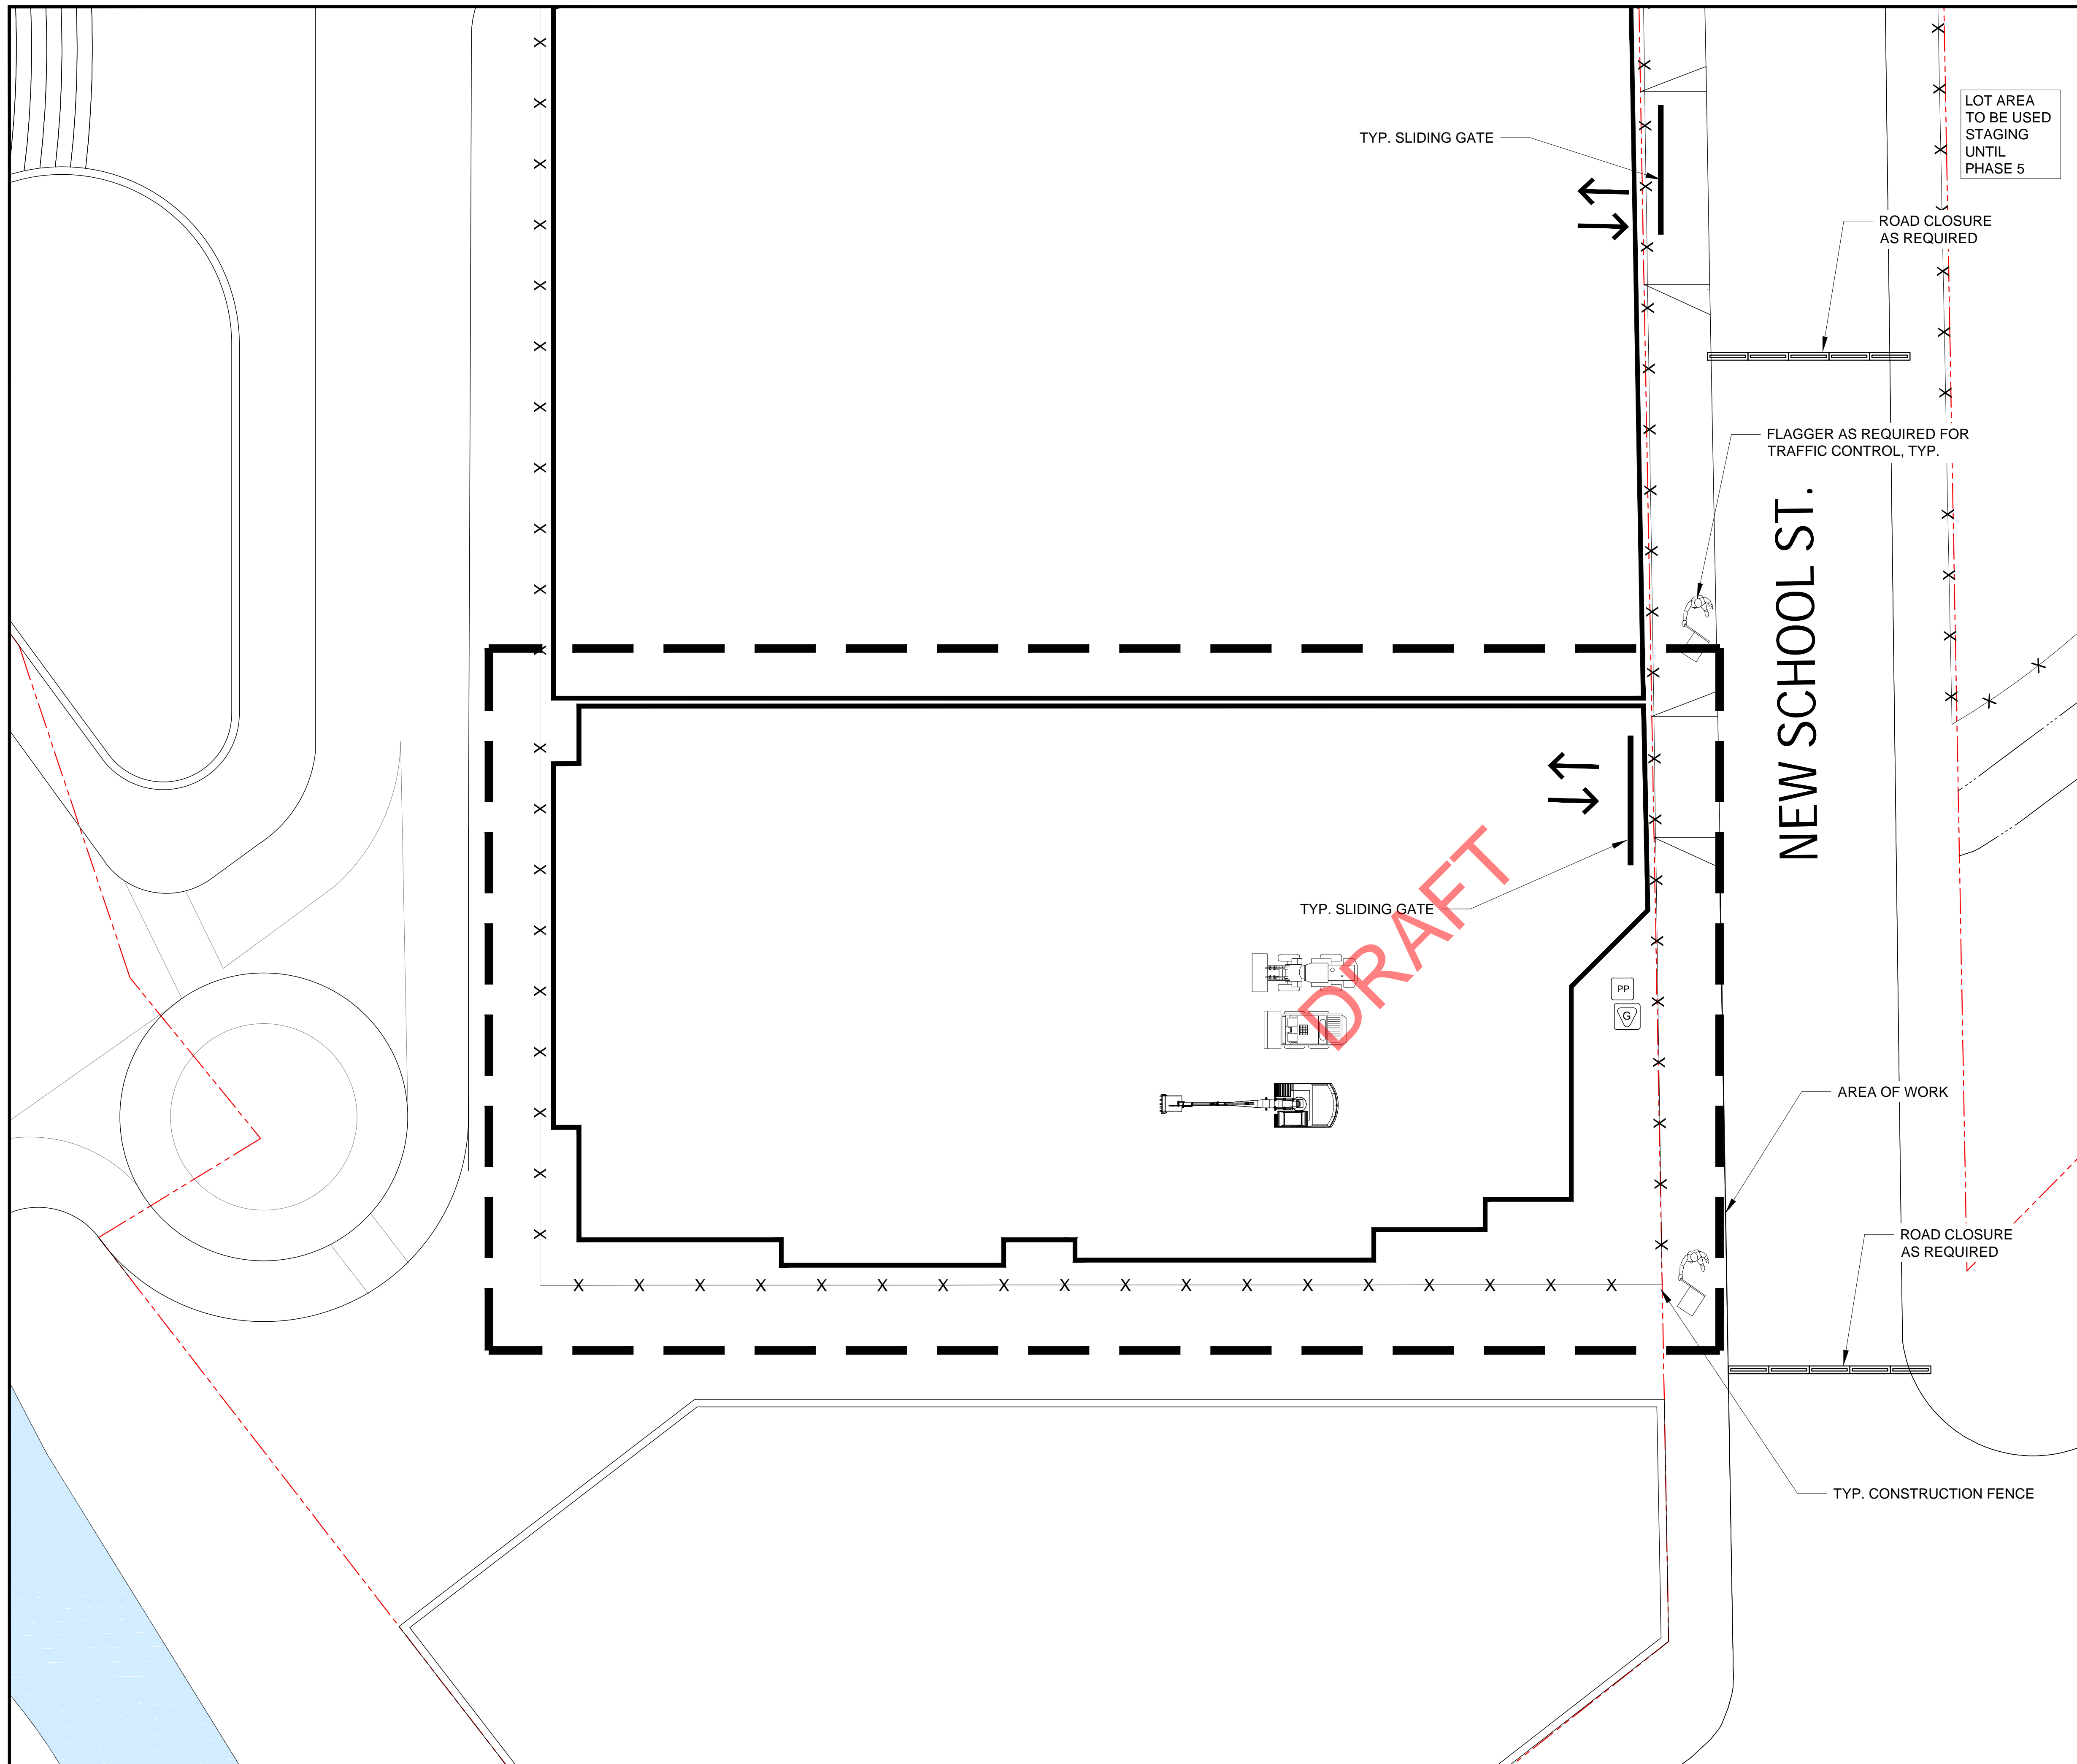 LOT AREA
TO BE USED
STAGING
UNTIL
PHASE 5
TYP. SLIDING GATE
ROAD CLOSURE
AS REQUIRED
FLAGGER AS REQUIRED FOR
TRAFFIC CONTROL, TYP.
NEW SCHOOL ST.
TYP. SLIDING GATE
DRAFT
PP
G
AREA OF WORK
ROAD CLOSURE
AS REQUIRED
TYP. CONSTRUCTION FENCE